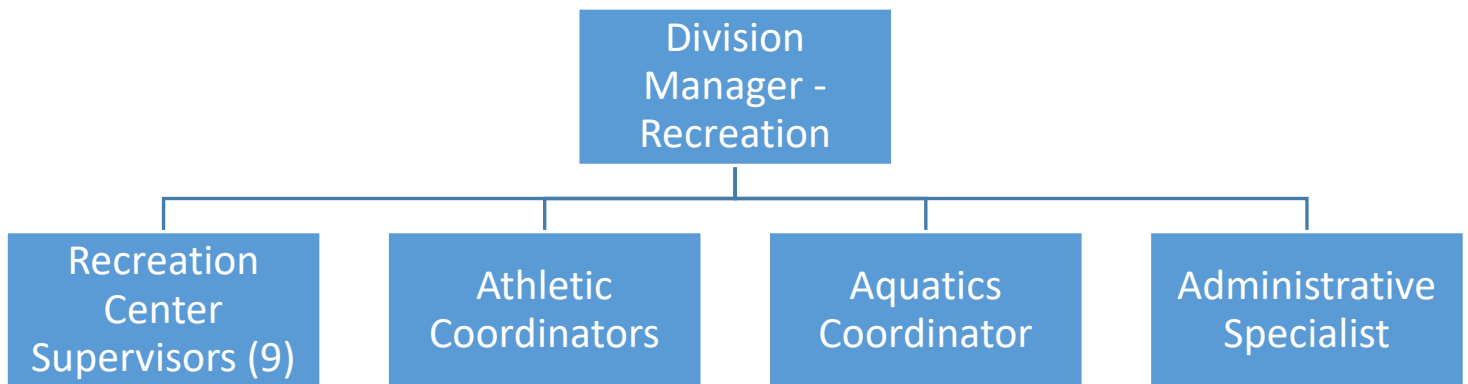 Division
Manager -
Recreation
Recreation
Center
Supervisors (9)
Athletic
Coordinators
Aquatics
Coordinator
Administrative
Specialist